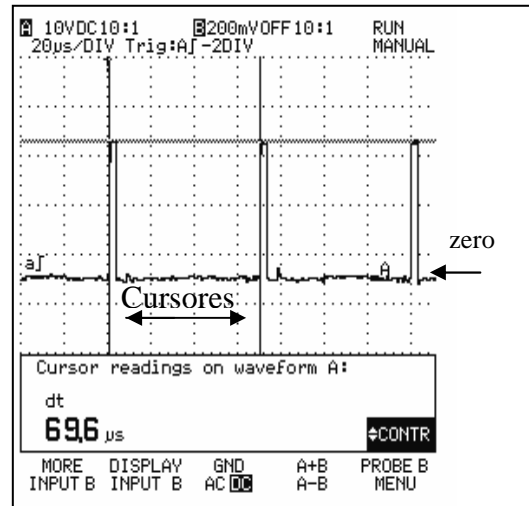 A 10VDC10:1 B200mVOFF10:1 RUN
20µs/DIV Trig:A∫-2DIV MANUAL
zero
a∫
A
Cursores
Cursor readings on waveform A:
dt
69.6 µs
CONTR
MORE INPUT B DISPLAY INPUT B GND AC DC A+B A-B PROBE B MENU